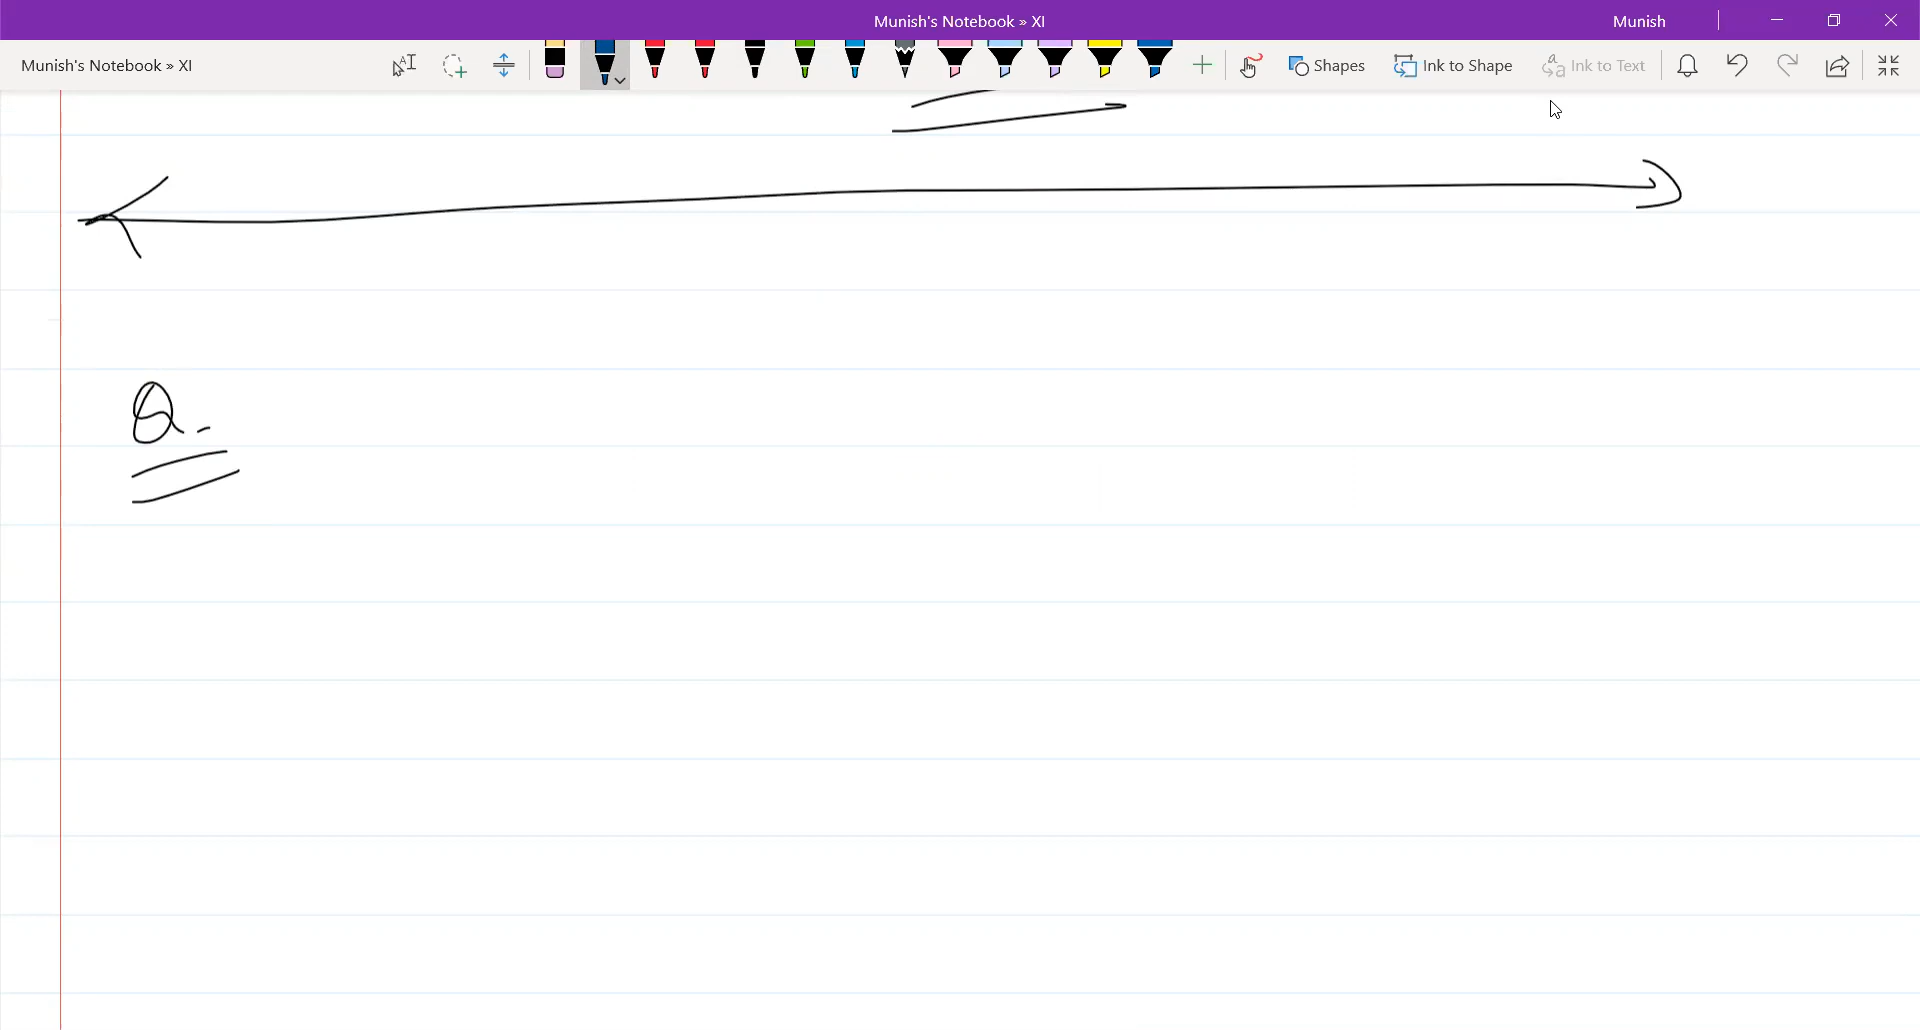 Munish's Notebook » XI
Munish
Munish's Notebook » XI
Shapes
Ink to Shape
Ink to Text
Q.